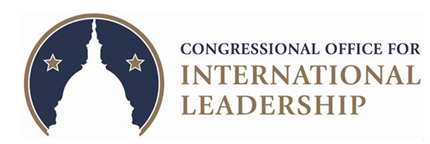 CONGRESSIONAL OFFICE FOR
INTERNATIONAL
LEADERSHIP